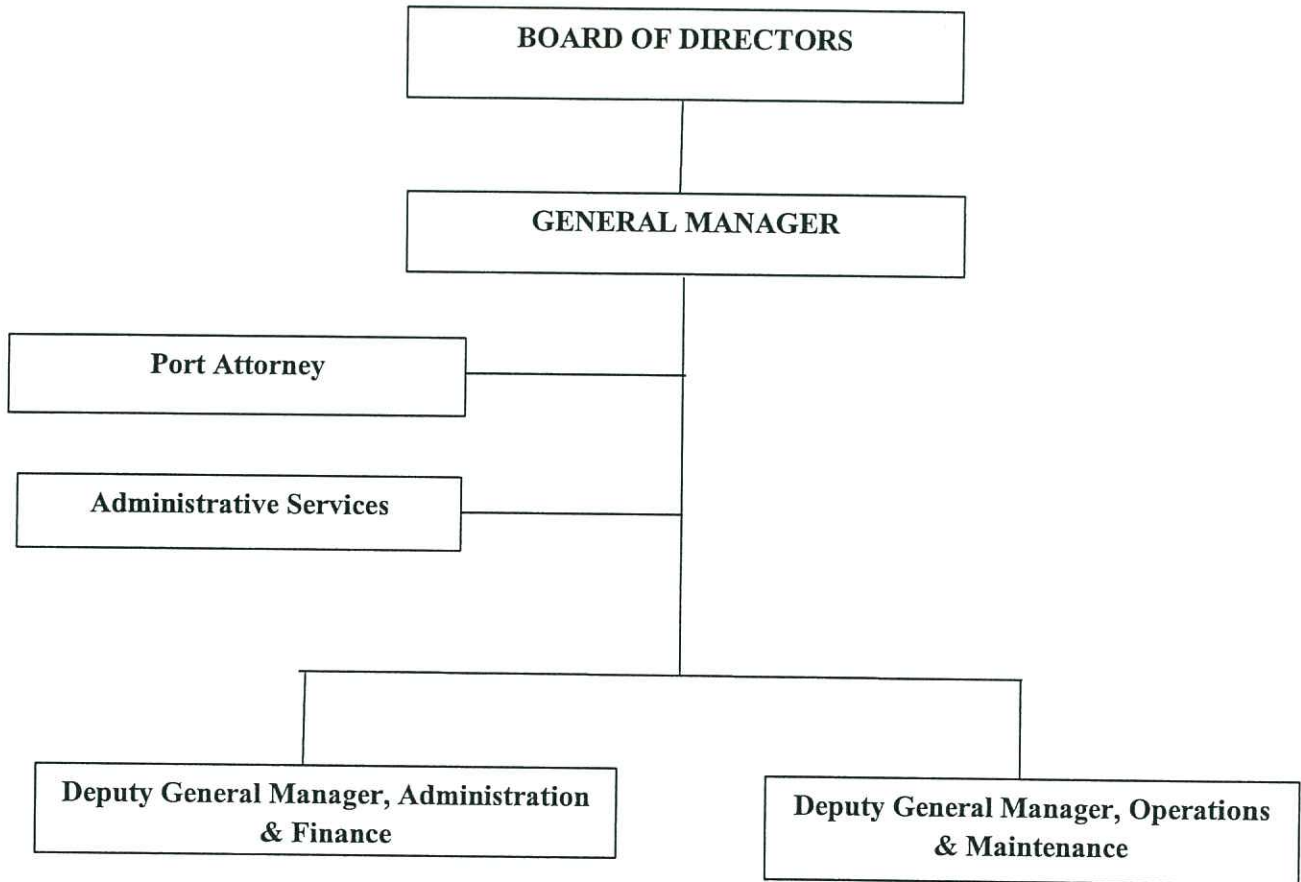 BOARD OF DIRECTORS
GENERAL MANAGER
Port Attorney
Administrative Services
Deputy General Manager, Administration
& Finance
Deputy General Manager, Operations
& Maintenance